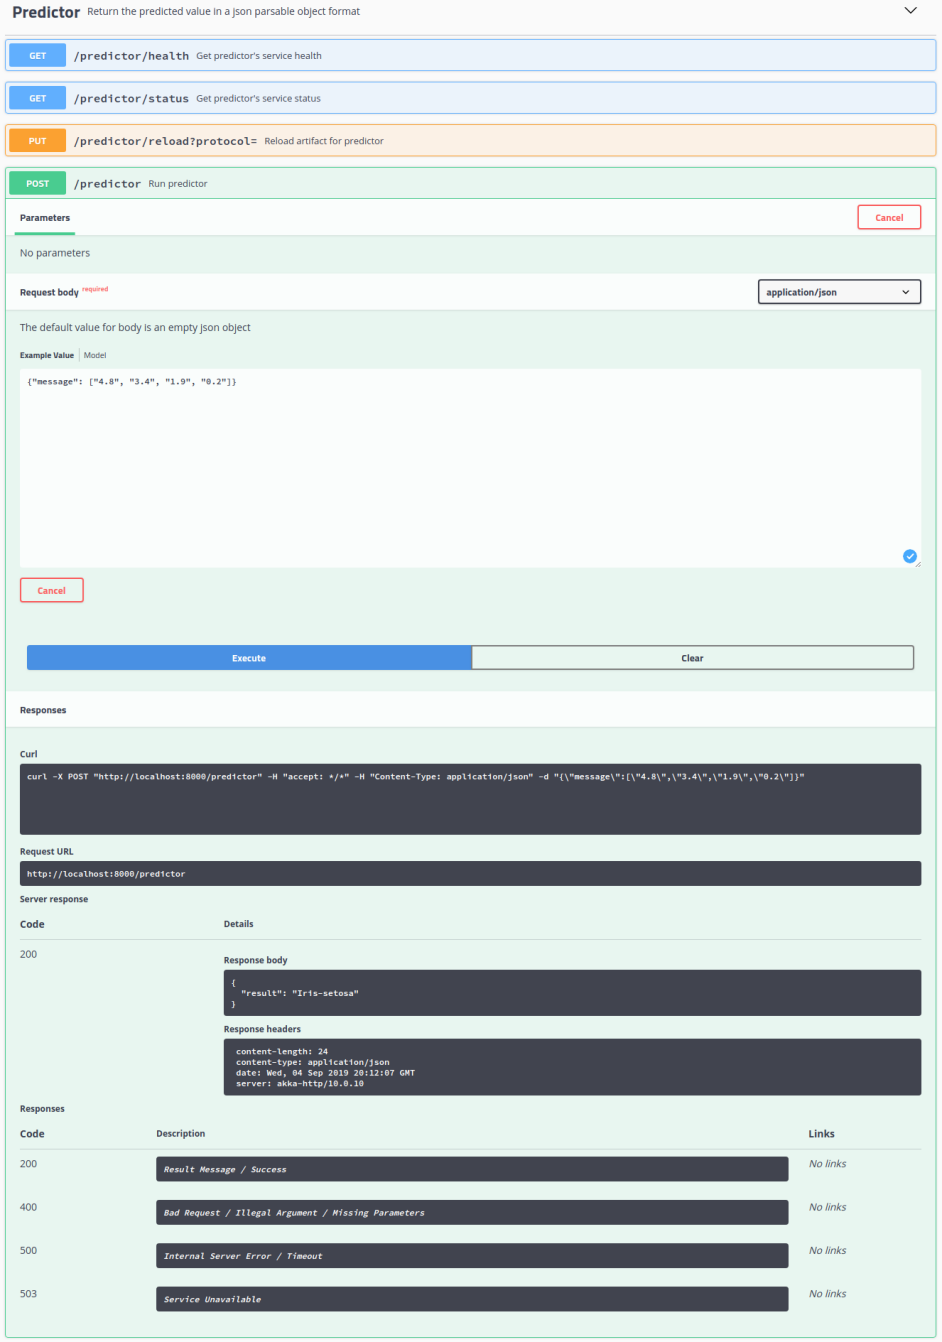 Predictor Return the predicted value in a json parsable object format
GET /predictor/health Get predictor's service health
GET /predictor/status Get predictor's service status
PUT /predictor/reload?protocol= Reload artifact for predictor
POST /predictor Run predictor
Parameters
Cancel
No parameters
Request body required
application/json
The default value for body is an empty json object
Example Value Model
{"message": ["4.8", "3.4", "1.9", "0.2"]}
Cancel
Execute Clear
Responses
Curl
curl -X POST "http://localhost:8000/predictor" -H "accept: */*" -H "Content-Type: application/json" -d "{\"message\":[\"4.8\",\"3.4\",\"1.9\",\"0.2\"]}"
Request URL
http://localhost:8000/predictor
Server response
Code Details
200
Response body
{
"result": "Iris-setosa"
}
Response headers
content-length: 24
content-type: application/json
date: Wed, 04 Sep 2019 20:12:07 GMT
server: akka-http/10.0.10
Responses
Code Description Links
200 Result Message / Success No links
400 Bad Request / Illegal Argument / Missing Parameters No links
500 Internal Server Error / Timeout No links
503 Service Unavailable No links